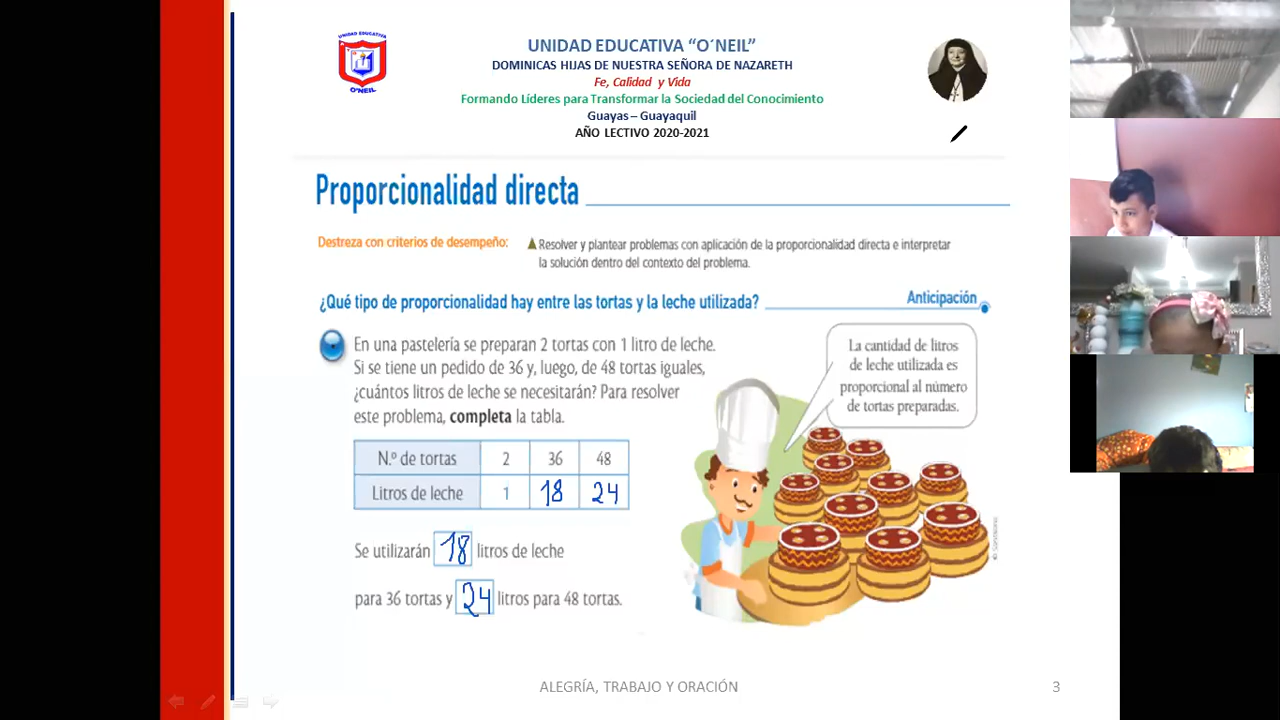 UNIDAD EDUCATIVA
O´NEIL
UNIDAD EDUCATIVA “O´NEIL”
DOMINICAS HIJAS DE NUESTRA SEÑORA DE NAZARETH
Fe, Calidad y Vida
Formando Líderes para Transformar la Sociedad del Conocimiento
Guayas – Guayaquil
AÑO LECTIVO 2020-2021
Proporcionalidad directa
Destreza con criterios de desempeño: Resolver y plantear problemas con aplicación de la proporcionalidad directa e interpretar
la solución dentro del contexto del problema.
¿Qué tipo de proporcionalidad hay entre las tortas y la leche utilizada? Anticipación
En una pastelería se preparan 2 tortas con 1 litro de leche.
Si se tiene un pedido de 36 y, luego, de 48 tortas iguales,
¿cuántos litros de leche se necesitarán? Para resolver
este problema, completa la tabla.
La cantidad de litros
de leche utilizada es
proporcional al número
de tortas preparadas.
N.º de tortas 2 36 48
Litros de leche 1 18 24
Se utilizarán 18 litros de leche
para 36 tortas y 24 litros para 48 tortas.
© Santillana
ALEGRÍA, TRABAJO Y ORACIÓN 3